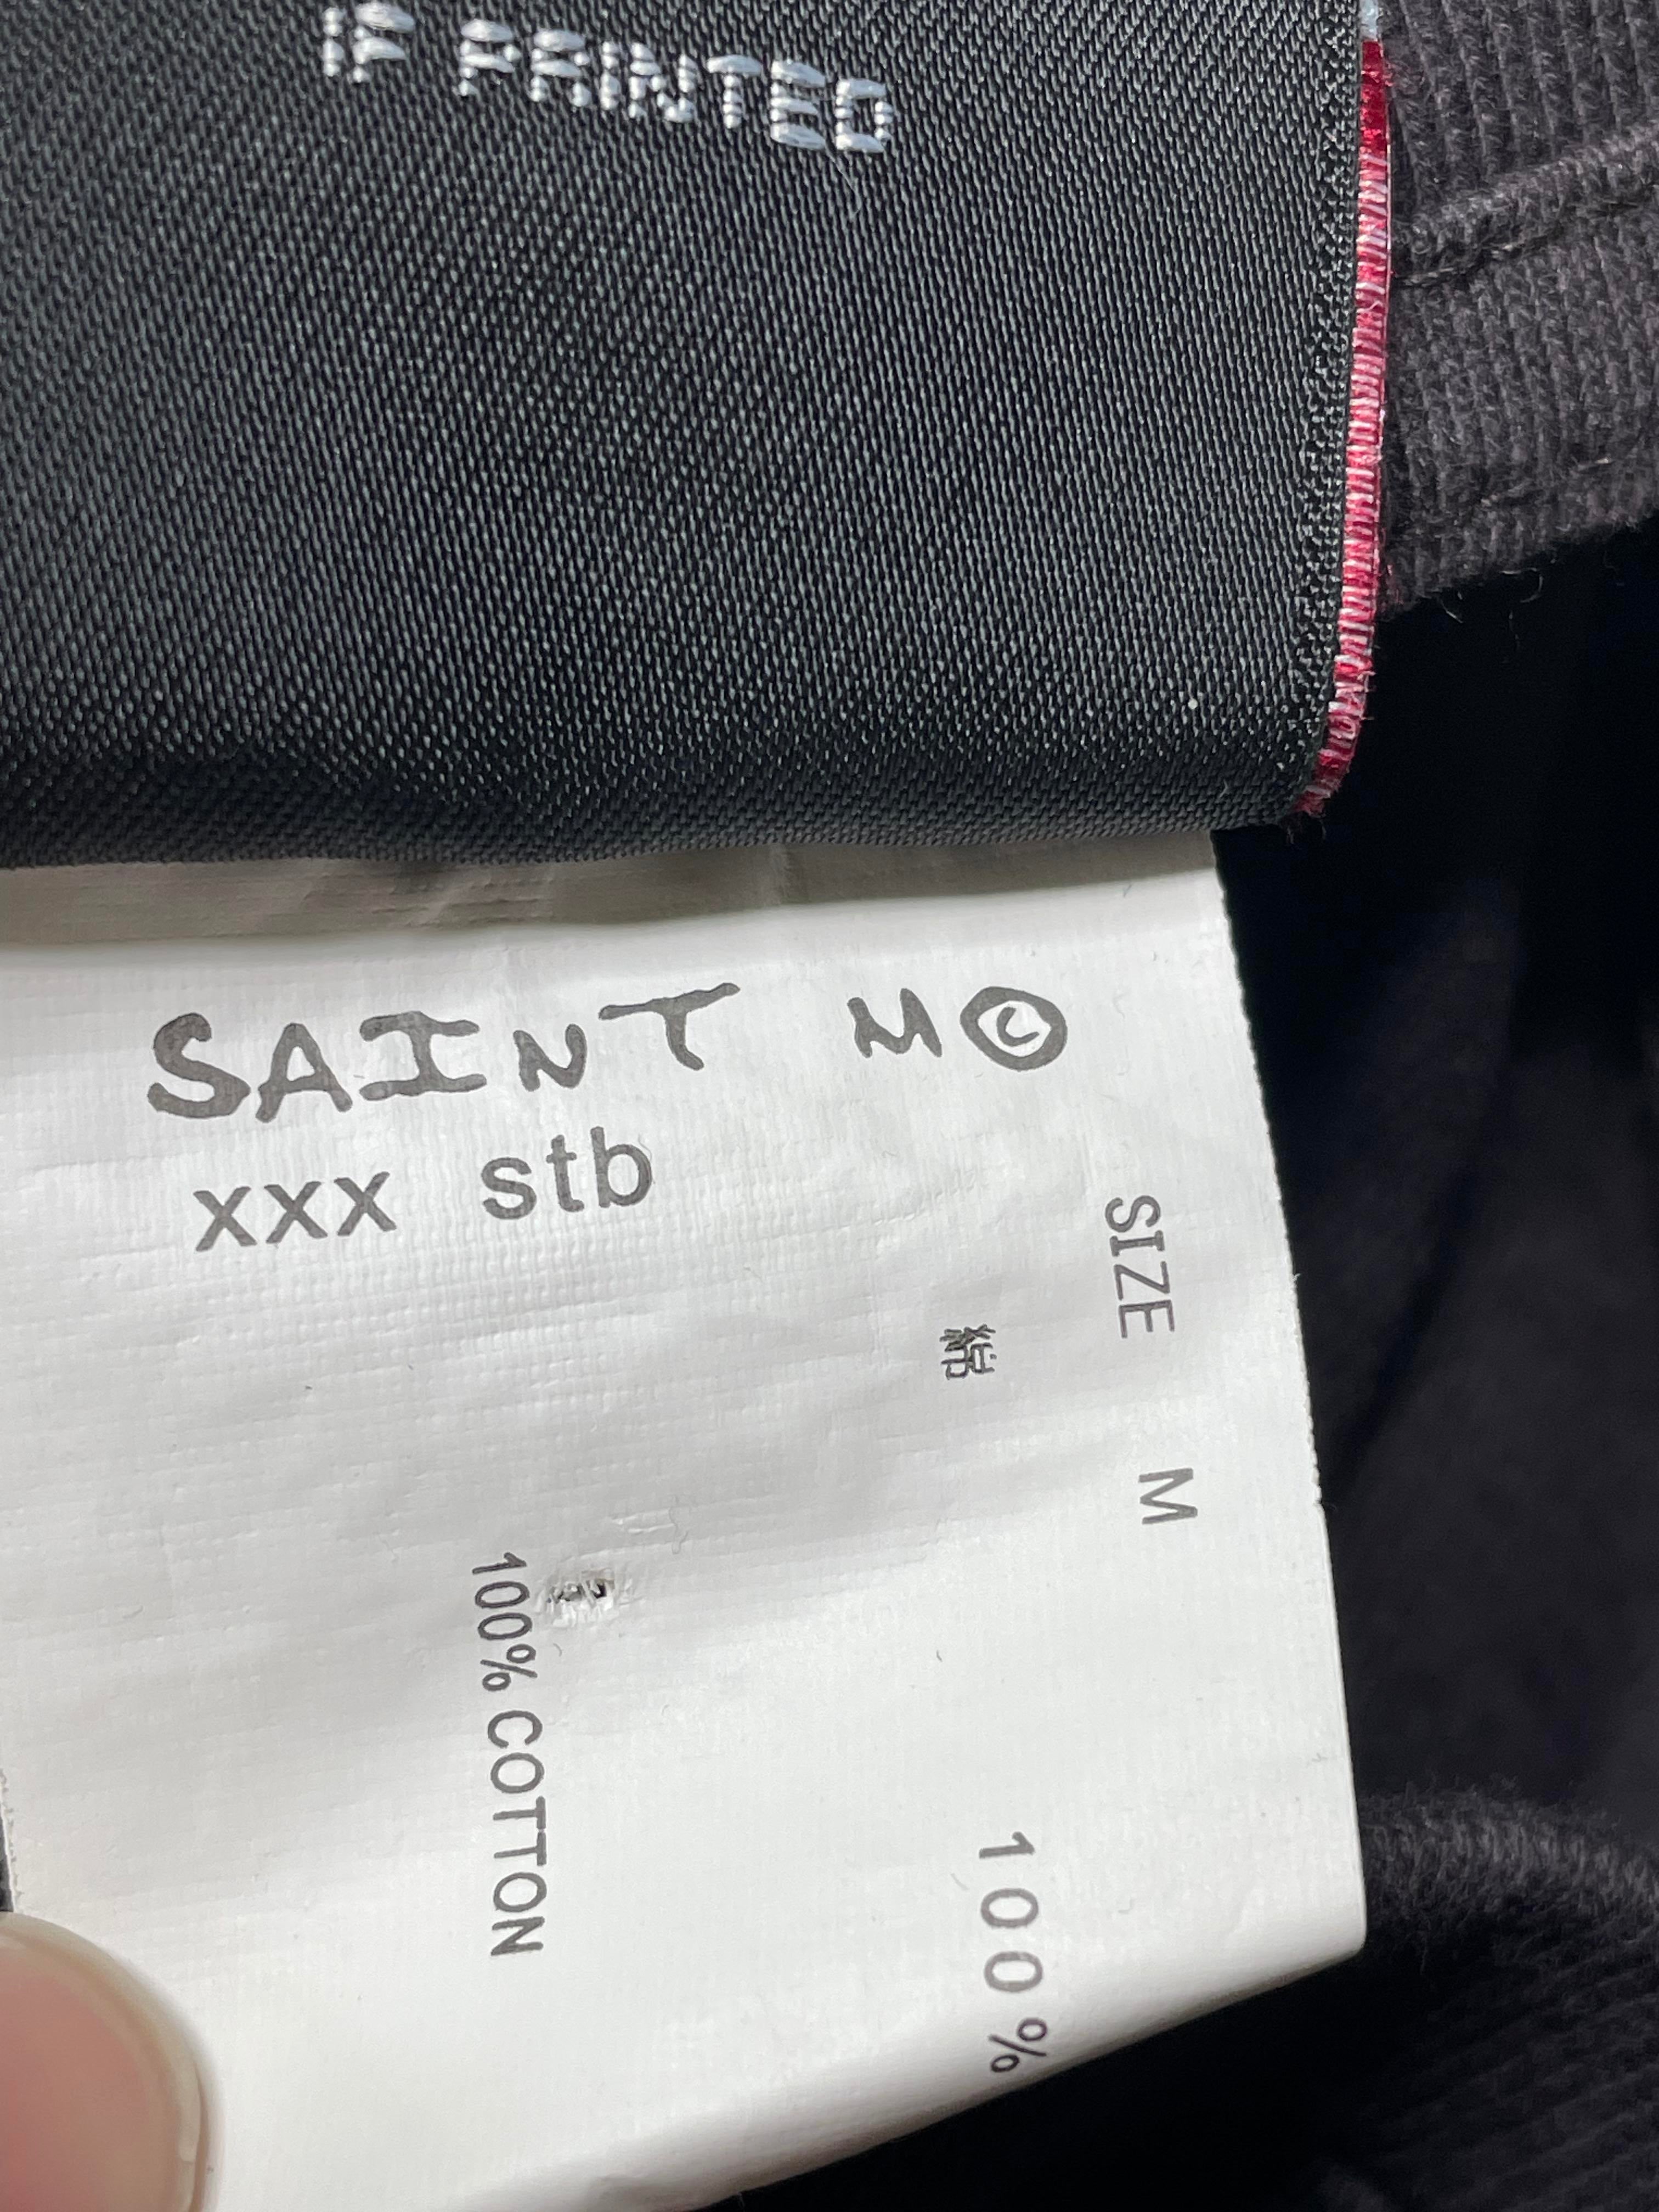 IF PRINTED
SAINT M©
xxx stb
SIZE M
綿 100%
100% COTTON